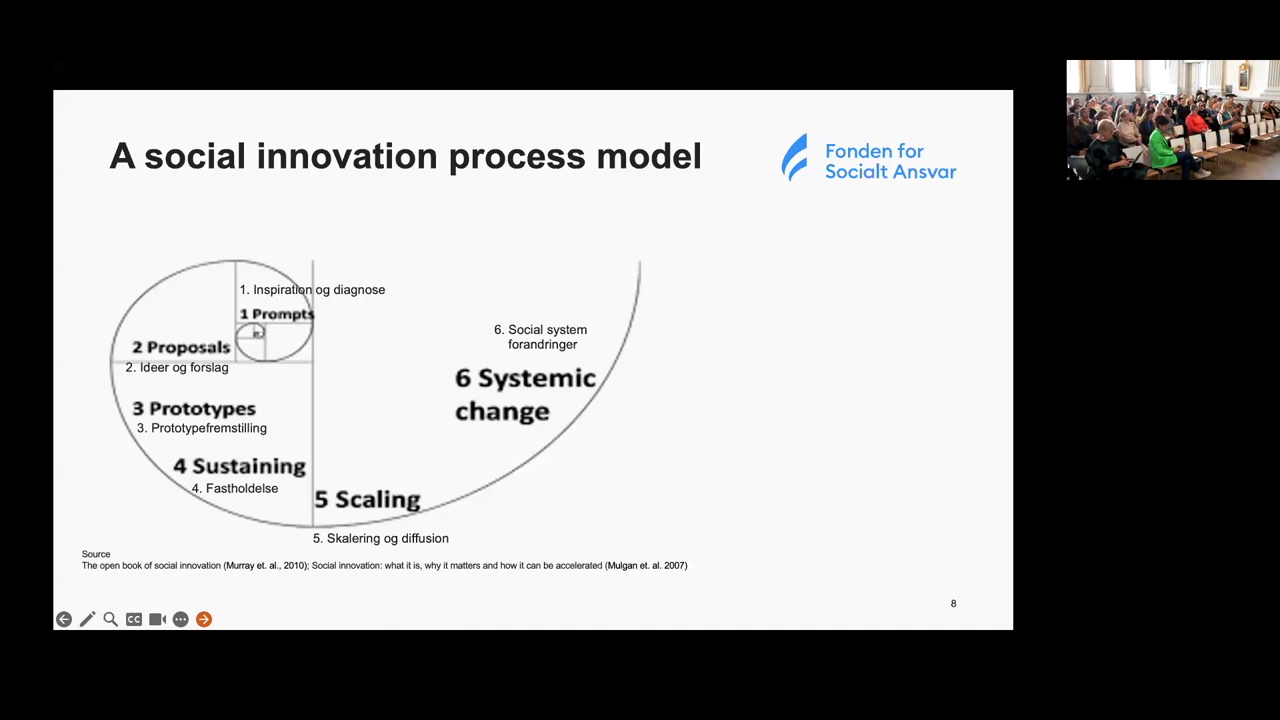 A social innovation process model
Fonden for
Socialt Ansvar
1. Inspiration og diagnose
1 Prompts
2 Proposals
2. Ideer og forslag
3 Prototypes
3. Prototypefremstilling
4 Sustaining
4. Fastholdelse
5 Scaling
5. Skalering og diffusion
6. Social system
forandringer
6 Systemic
change
Source
The open book of social innovation (Murray et. al., 2010); Social innovation: what it is, why it matters and how it can be accelerated (Mulgan et. al. 2007)
8
CC